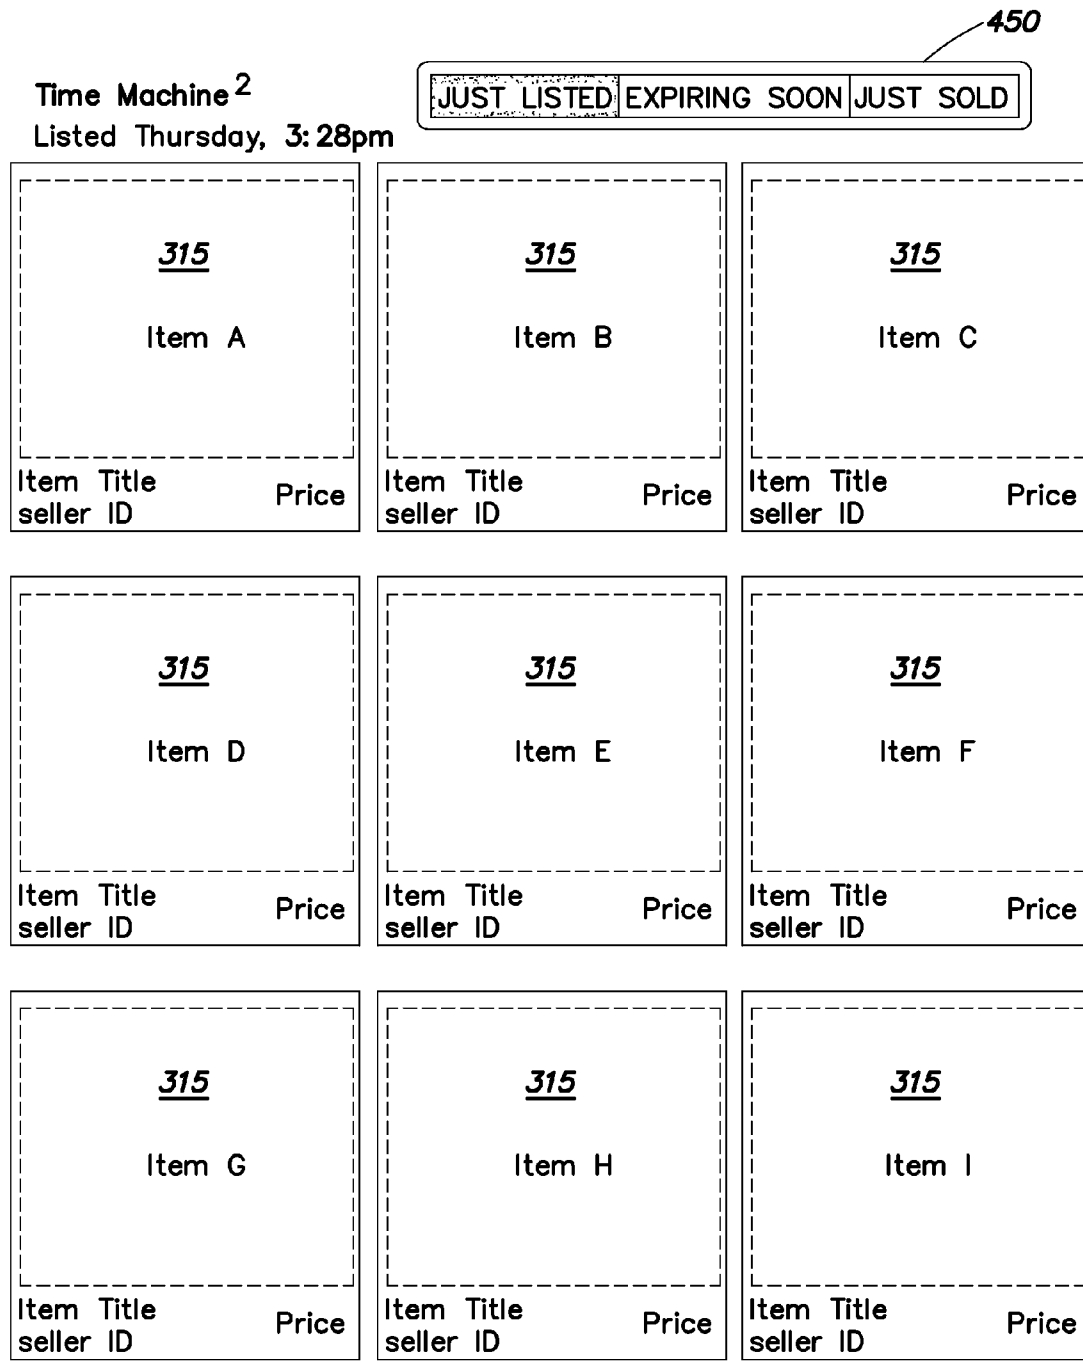 450
Time Machine²
JUST LISTED EXPIRING SOON JUST SOLD
Listed Thursday, 3:28pm
315 315 315
Item A Item B Item C
Item Title Item Title Item Title
Price Price Price
seller ID seller ID seller ID
315 315 315
Item D Item E Item F
Item Title Item Title Item Title
Price Price Price
seller ID seller ID seller ID
315 315 315
Item G Item H Item I
Item Title Item Title Item Title
Price Price Price
seller ID seller ID seller ID